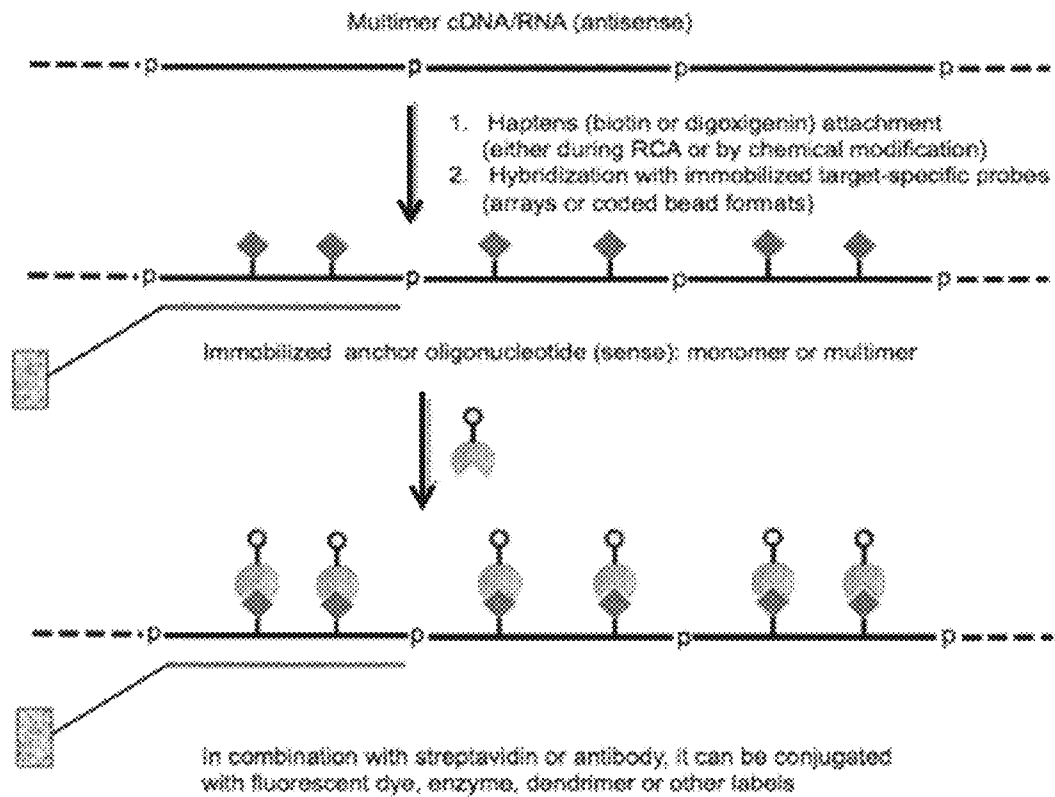 Multimer cDNA/RNA (antisense)
p p p p
1. Haptens (biotin or digoxigenin) attachment
(either during RCA or by chemical modification)
2. Hybridization with immobilized target-specific probes
(arrays or coded bead formats)
p p p p
Immobilized anchor oligonucleotide (sense): monomer or multimer
p p p p
In combination with streptavidin or antibody, it can be conjugated
with fluorescent dye, enzyme, dendrimer or other labels